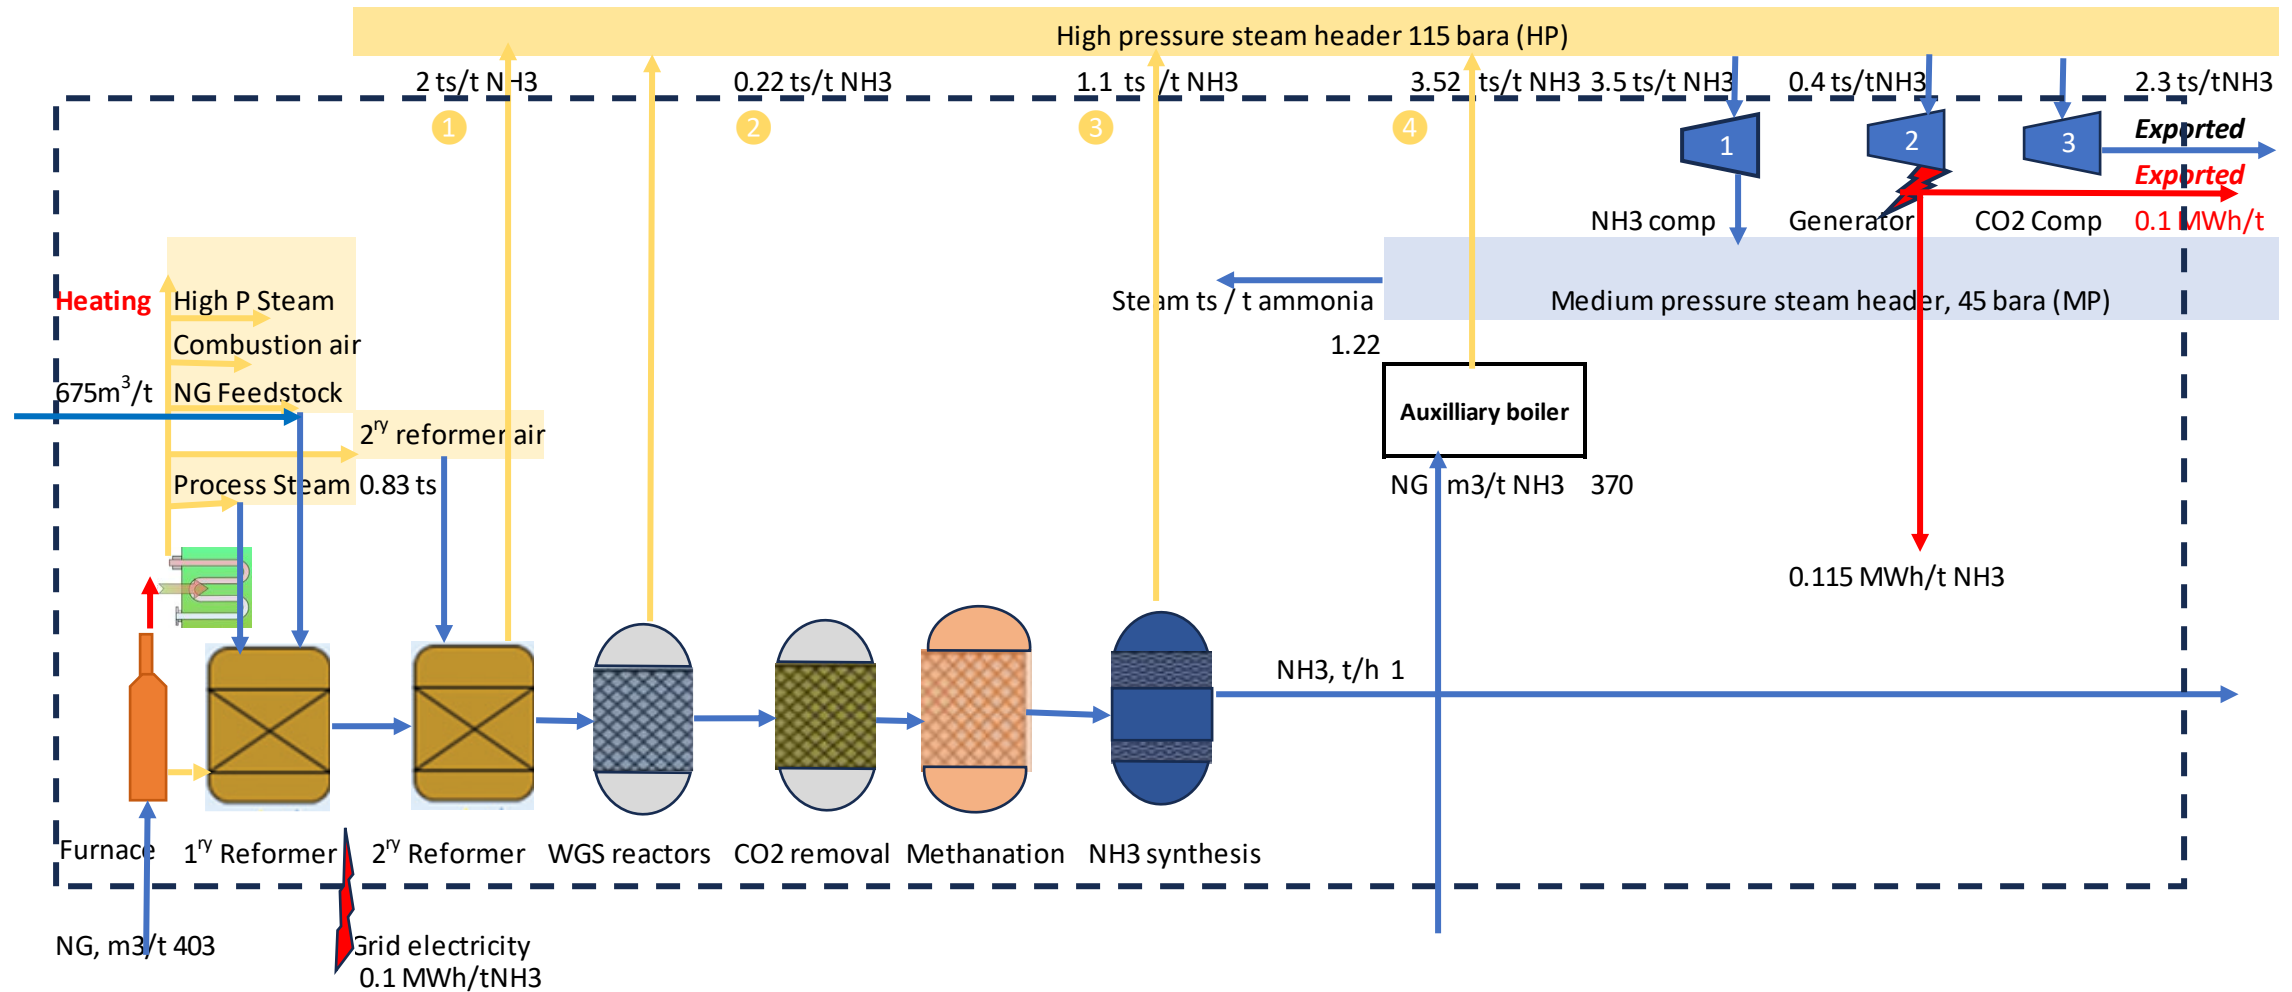 High pressure steam header 115 bara (HP)
2 ts/t NH3
0.22 ts/t NH3
1.1 ts /t NH3
3.52 ts/t NH3
3.5 ts/t NH3
0.4 ts/tNH3
2.3 ts/tNH3
1
2
3
4
1
2
3
Exported
Exported
NH3 comp
Generator
CO2 Comp
0.1 MWh/t
Heating
High P Steam
Steam ts / t ammonia
Medium pressure steam header, 45 bara (MP)
Combustion air
1.22
675m³/t
NG Feedstock
Auxilliary boiler
2ʳʸ reformer air
Process Steam
0.83 ts
NG m3/t NH3 370
0.115 MWh/t NH3
NH3, t/h 1
Furnace
1ʳʸ Reformer
2ʳʸ Reformer
WGS reactors
CO2 removal
Methanation
NH3 synthesis
NG, m3/t 403
Grid electricity
0.1 MWh/tNH3